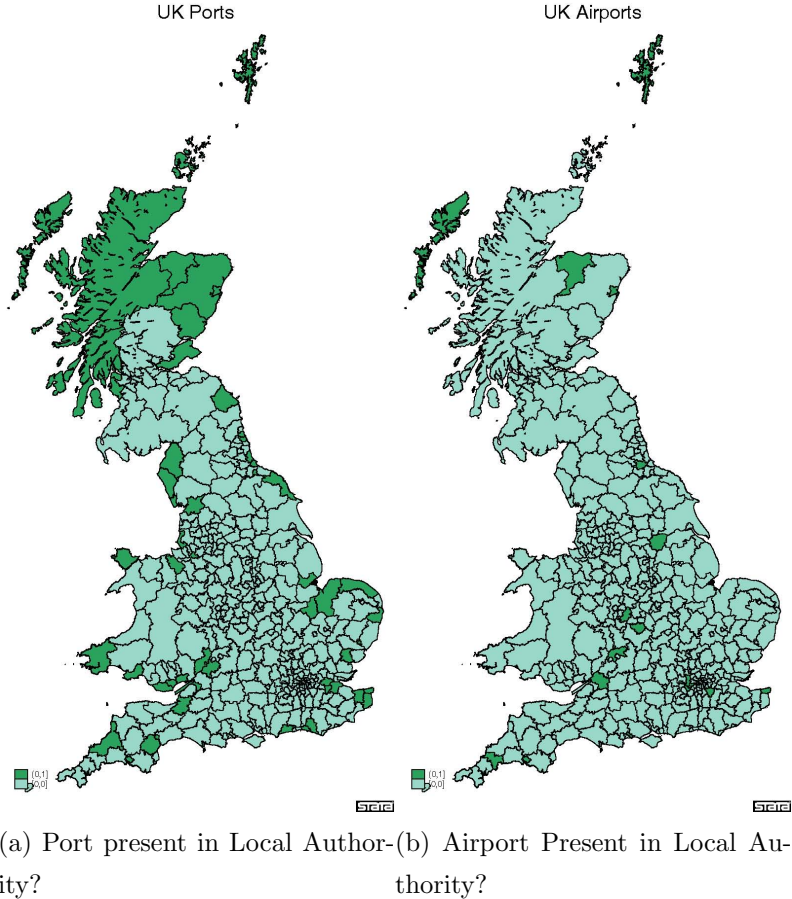 UK Ports
UK Airports
(0,1]
[0,0]
(0,1]
[0,0]
stata
stata
(a) Port present in Local Author-
ity?
(b) Airport Present in Local Au-
thority?